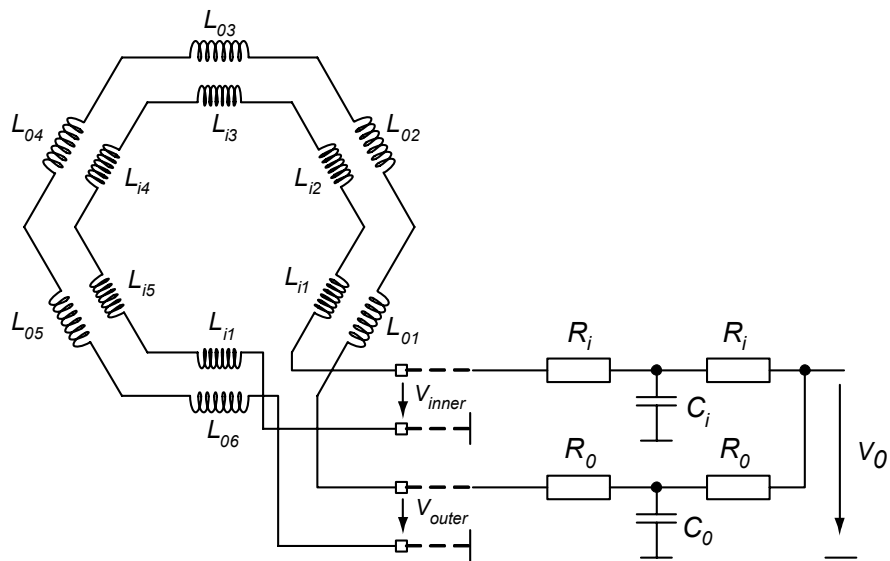 L03
L04
L02
Li3
Li4
Li2
Li5
Li1
L05
Li1
L01
L06
Vinner
Ri
Ri
Ci
R0
R0
V0
Vouter
C0